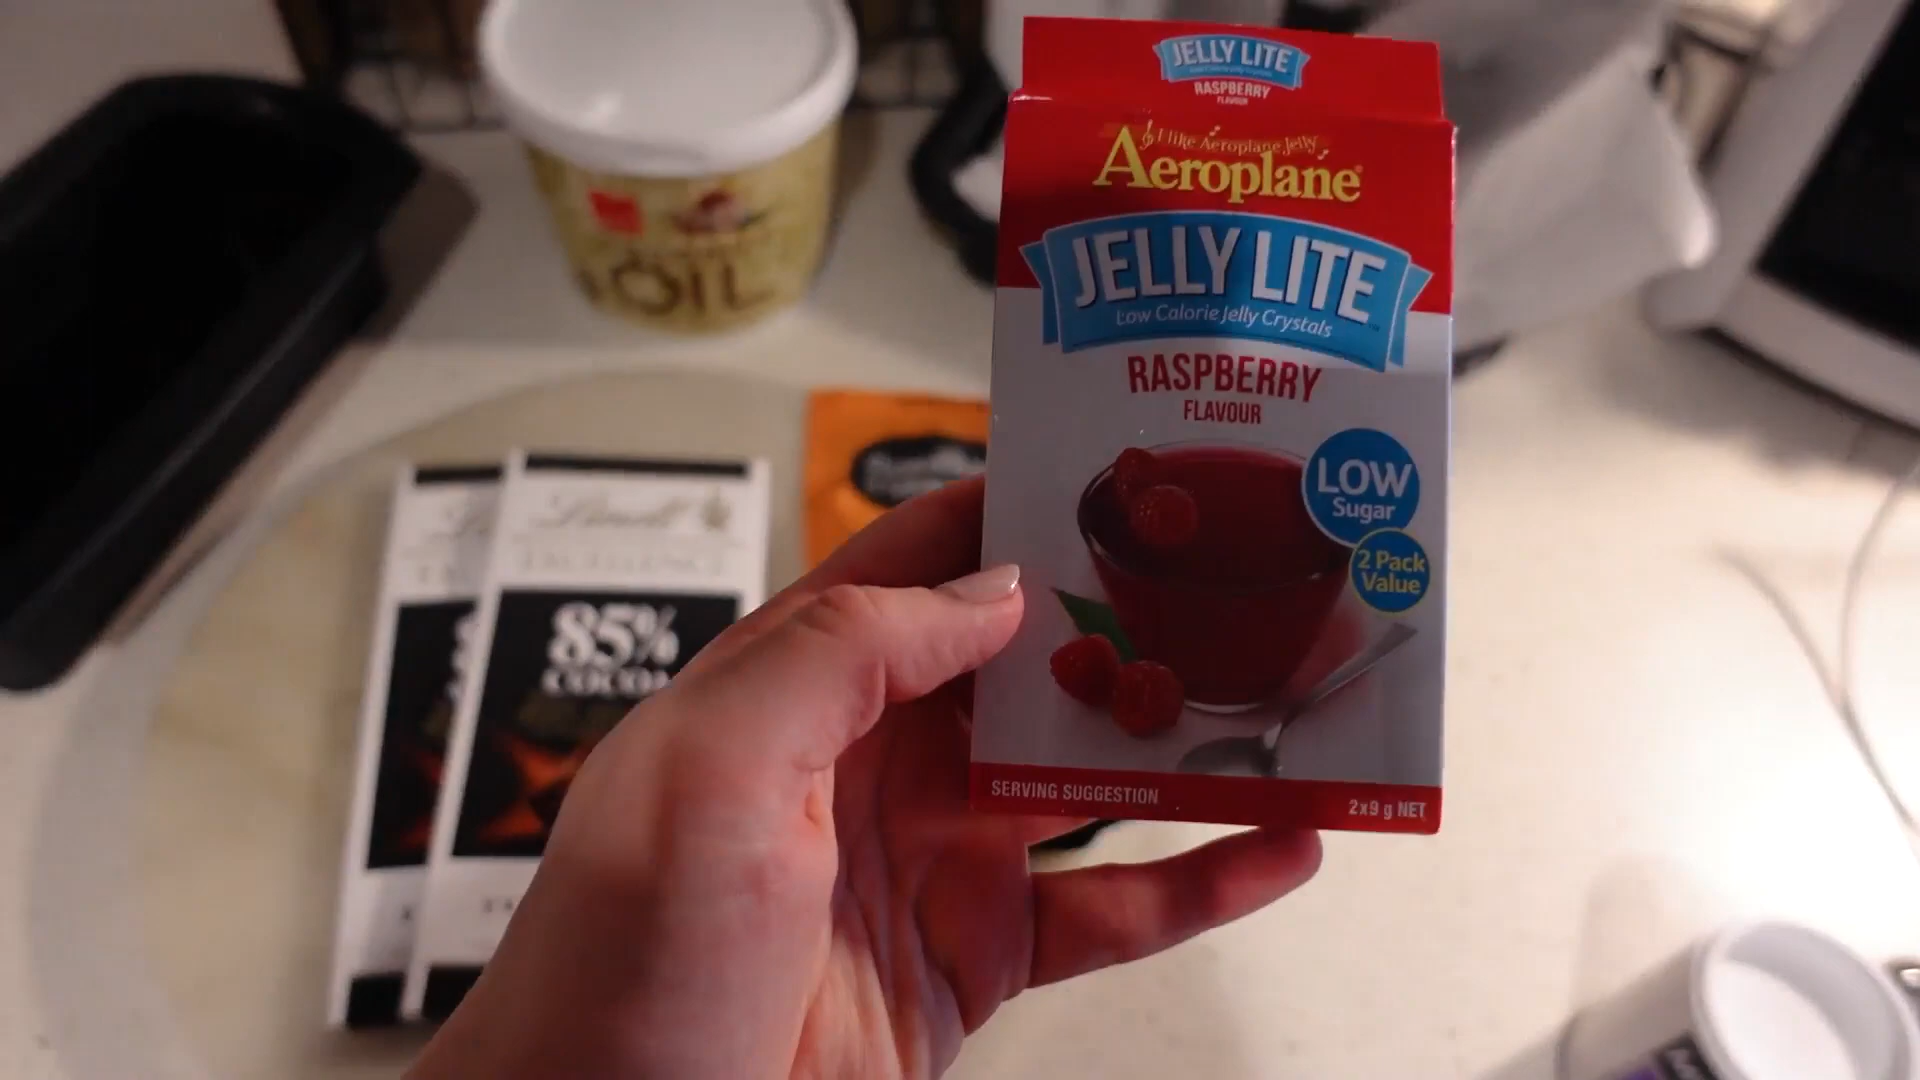 JELLY LITE
RASPBERRY
FLAVOUR
I like Aeroplane Jelly
Aeroplane
JELLY LITE
Low Calorie Jelly Crystals
RASPBERRY
FLAVOUR
LOW
Sugar
2 Pack
Value
SERVING SUGGESTION
2x9 g NET
OIL
Lindt
EXCELLENCE
85%
COCOA